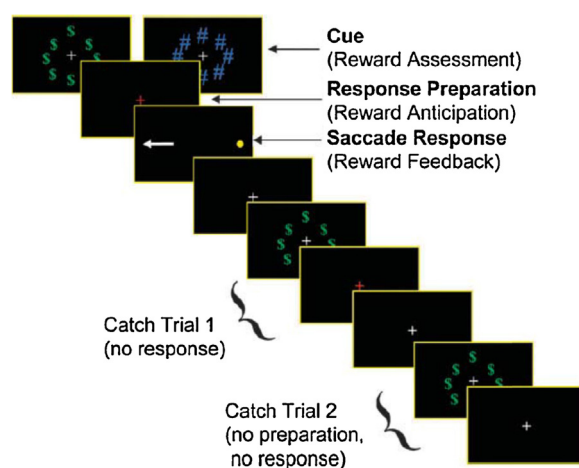 Cue
(Reward Assessment)
Response Preparation
(Reward Anticipation)
Saccade Response
(Reward Feedback)
Catch Trial 1
(no response)
Catch Trial 2
(no preparation,
no response)